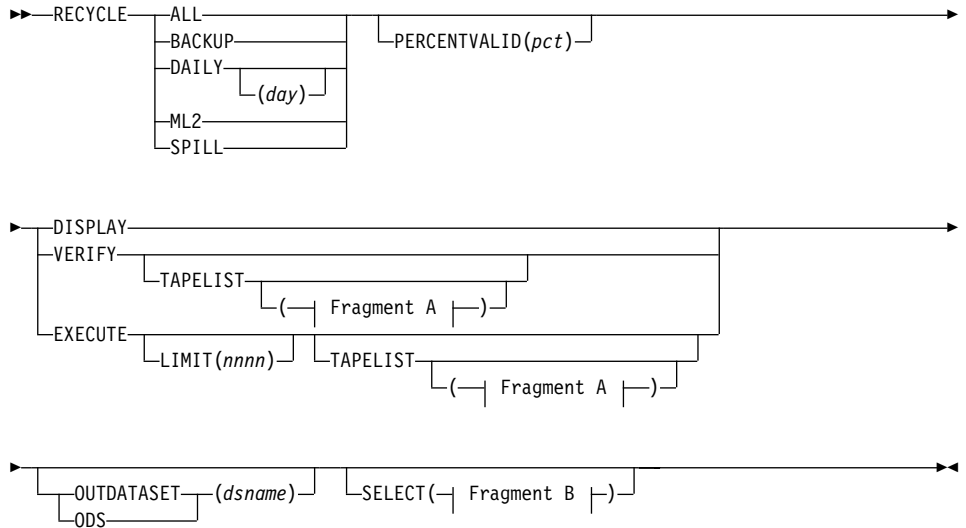 RECYCLE ALL PERCENTVALID(pct)
BACKUP
DAILY (day)
ML2
SPILL
DISPLAY
VERIFY TAPELIST ( Fragment A )
EXECUTE LIMIT(nnnn) TAPELIST ( Fragment A )
OUTDATASET (dsname) SELECT( Fragment B )
ODS